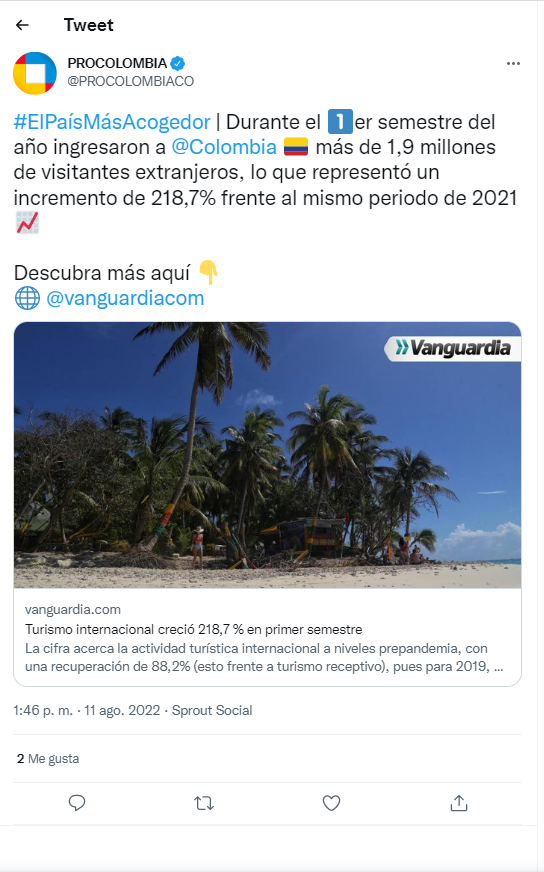 Tweet
PROCOLOMBIA
@PROCOLOMBIACO
#ElPaísMásAcogedor | Durante el 1️⃣er semestre del
año ingresaron a @Colombia 🇨🇴 más de 1,9 millones
de visitantes extranjeros, lo que representó un
incremento de 218,7% frente al mismo periodo de 2021
📈
Descubra más aquí 👇
🌐 @vanguardiacom
Vanguardia
vanguardia.com
Turismo internacional creció 218,7 % en primer semestre
La cifra acerca la actividad turística internacional a niveles prepandemia, con
una recuperación de 88,2% (esto frente a turismo receptivo), pues para 2019, ...
1:46 p. m. · 11 ago. 2022 · Sprout Social
2 Me gusta